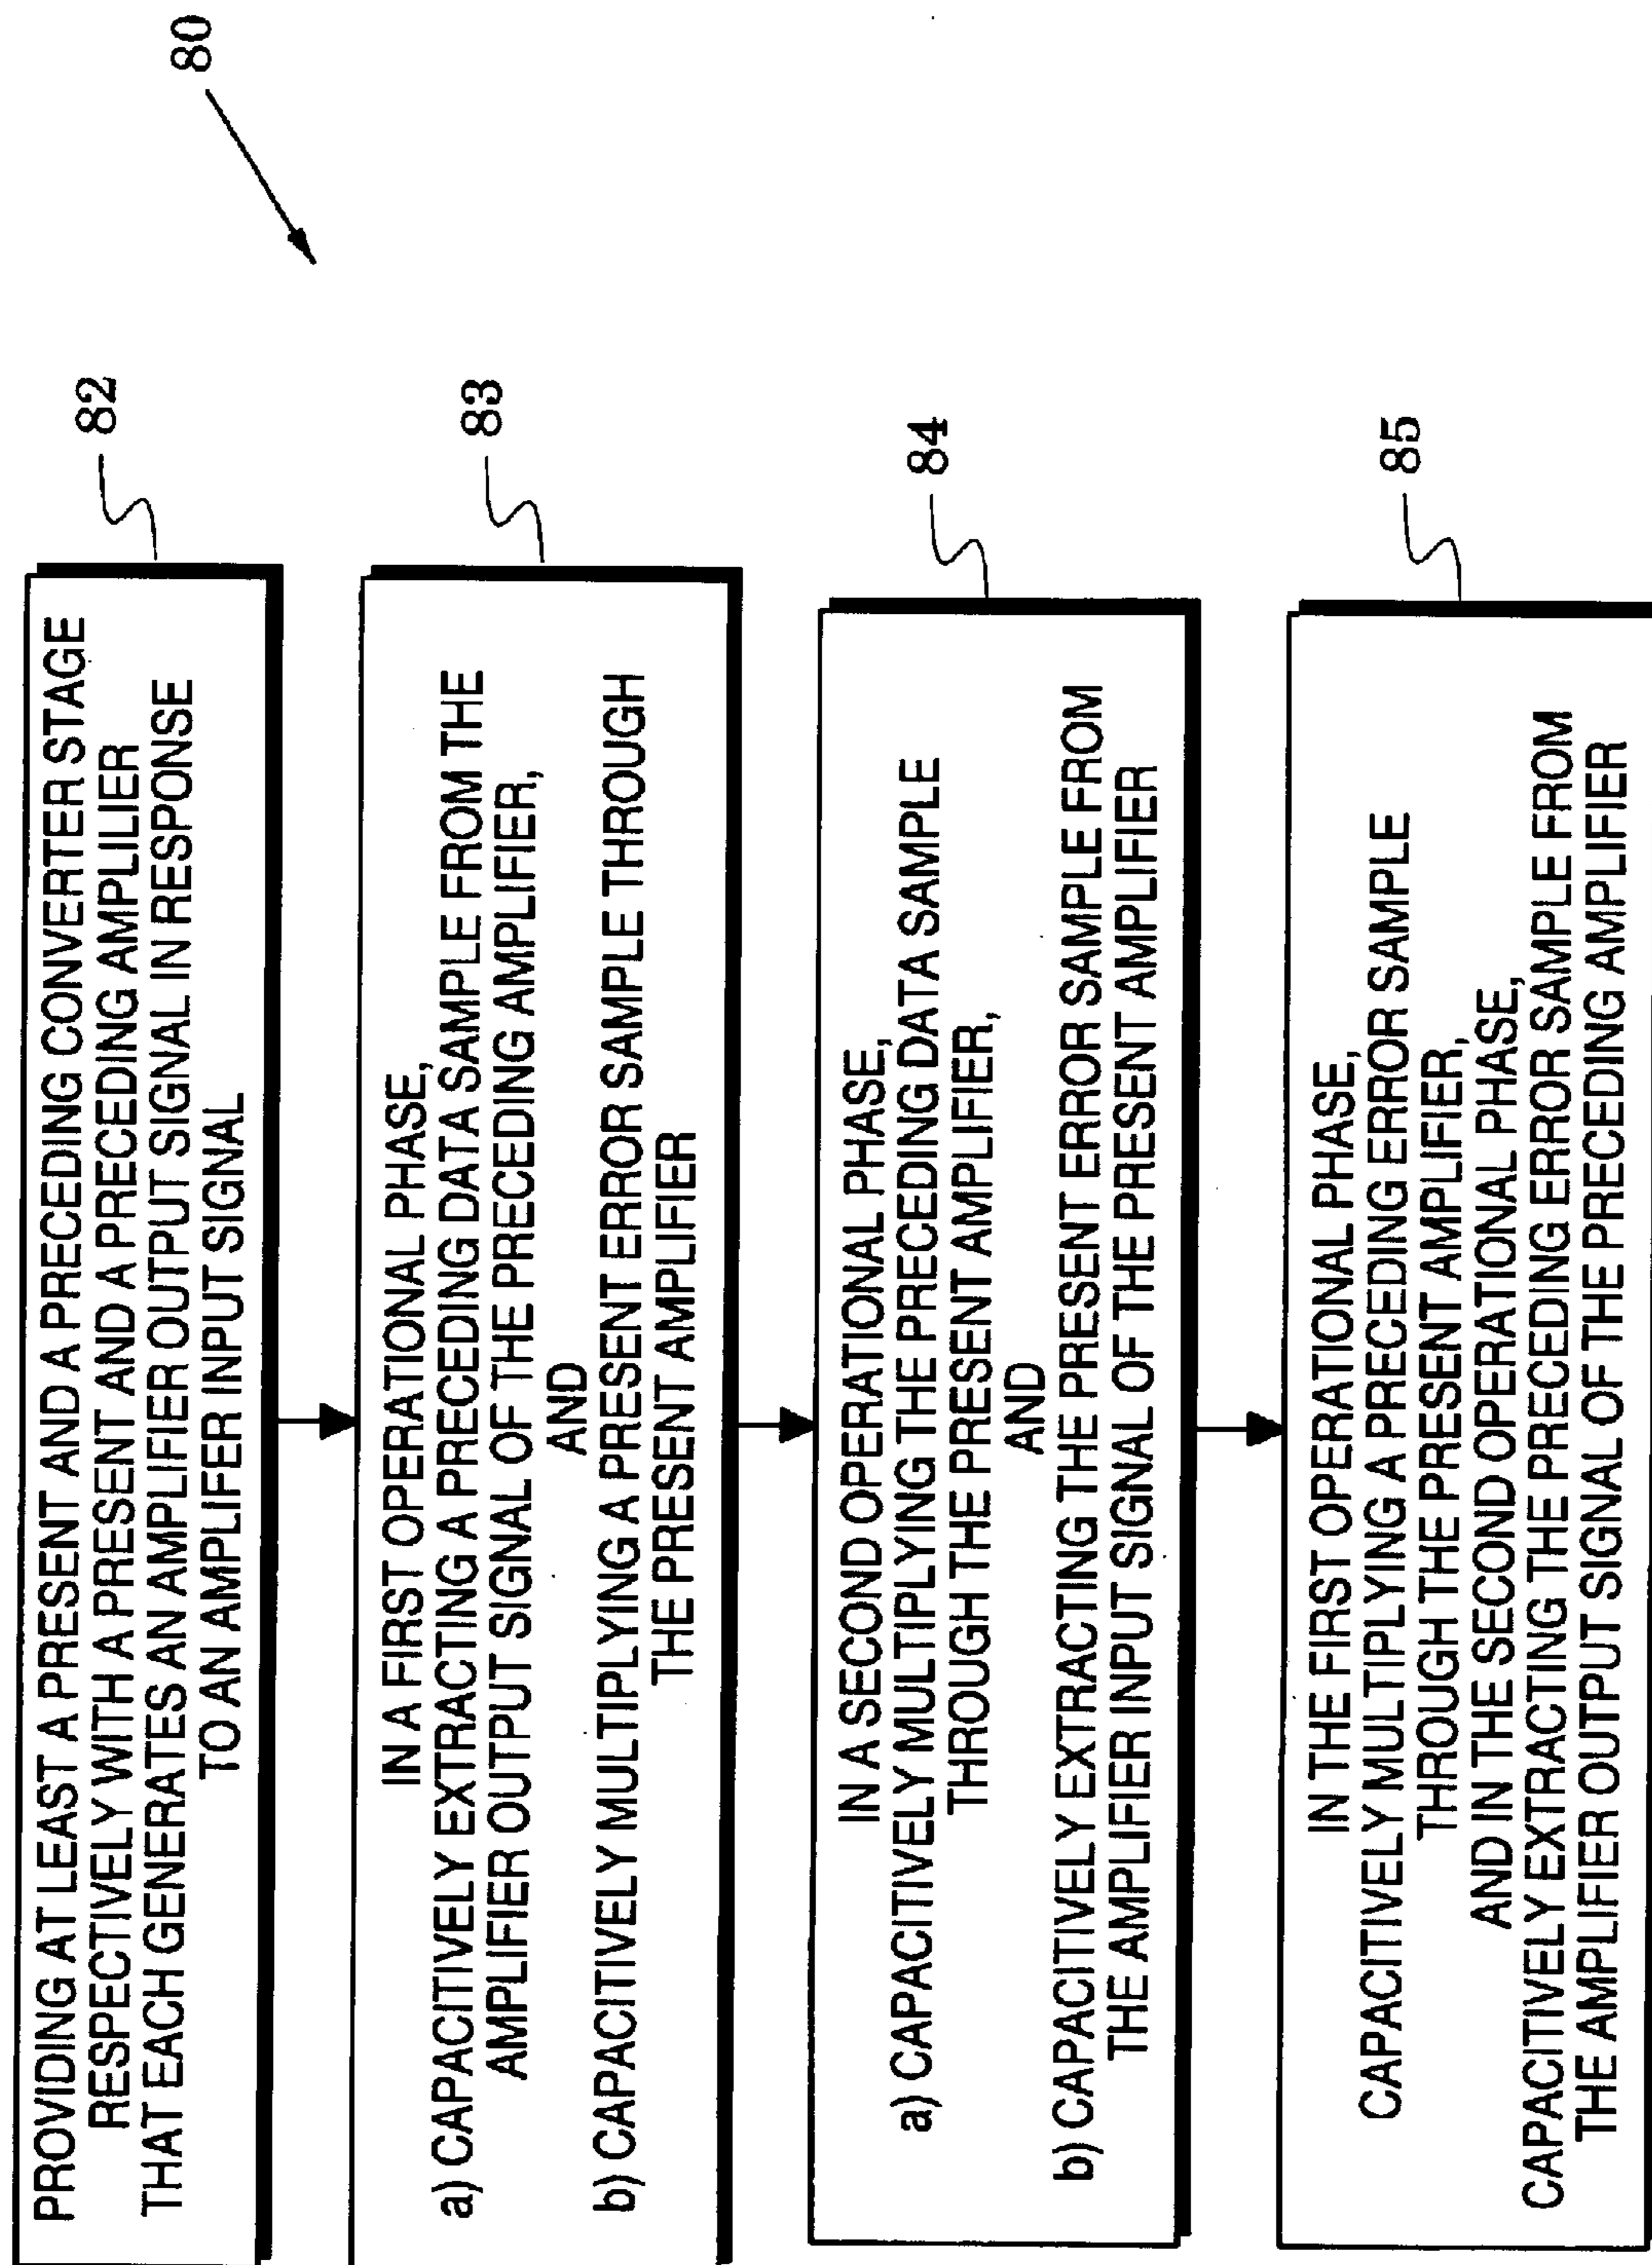 80
82
PROVIDING AT LEAST A PRESENT AND A PRECEDING CONVERTER STAGE
RESPECTIVELY WITH A PRESENT AND A PRECEDING AMPLILIER
THAT EACH GENERATES AN AMPLIFIER OUTPUT SIGNAL IN RESPONSE
TO AN AMPLIFER INPUT SIGNAL
83
IN A FIRST OPERATIONAL PHASE,
a) CAPACITIVELY EXTRACTING A PRECEDING DATA SAMPLE FROM THE
AMPLIFIER OUTPUT SIGNAL OF THE PRECEDING AMPLIFIER,
AND
b) CAPACITIVELY MULTIPLYING A PRESENT ERROR SAMPLE THROUGH
THE PRESENT AMPLIFIER
84
IN A SECOND OPERATIONAL PHASE,
a) CAPACITIVELY MULTIPLYING THE PRECEDING DATA SAMPLE
THROUGH THE PRESENT AMPLIFIER,
AND
b) CAPACITIVELY EXTRACTING THE PRESENT ERROR SAMPLE FROM
THE AMPLIFIER INPUT SIGNAL OF THE PRESENT AMPLIFIER
85
IN THE FIRST OPERATIONAL PHASE,
CAPACITIVELY MULTIPLYING A PRECEDING ERROR SAMPLE
THROUGH THE PRESENT AMPLIFIER,
AND IN THE SECOND OPERATIONAL PHASE,
CAPACITIVELY EXTRACTING THE PRECEDING ERROR SAMPLE FROM
THE AMPLIFIER OUTPUT SIGNAL OF THE PRECEDING AMPLIFIER